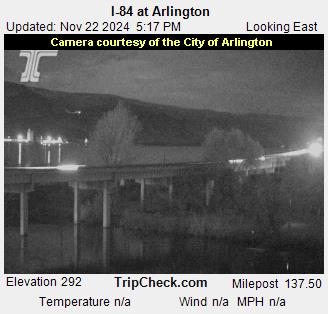 I-84 at Arlington
Updated: Nov 22 2024 5:17 PM Looking East
Camera courtesy of the City of Arlington
Elevation 292 TripCheck.com Milepost 137.50
Temperature n/a Wind n/a MPH n/a